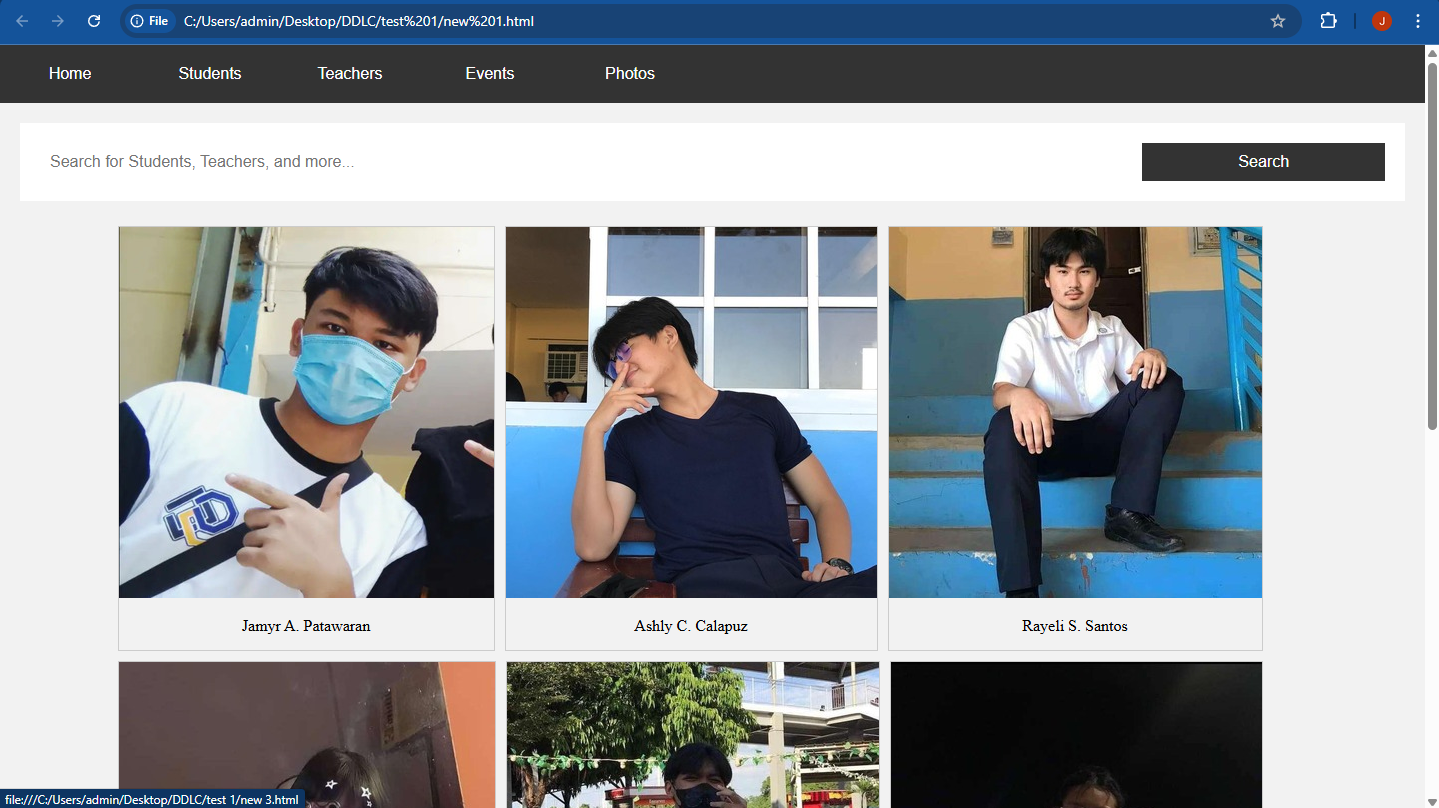 File C:/Users/admin/Desktop/DDLC/test%201/new%201.html
J
Home Students Teachers Events Photos
Search for Students, Teachers, and more...
Search
Jamyr A. Patawaran
Ashly C. Calapuz
Rayeli S. Santos
file:///C:/Users/admin/Desktop/DDLC/test 1/new 3.html